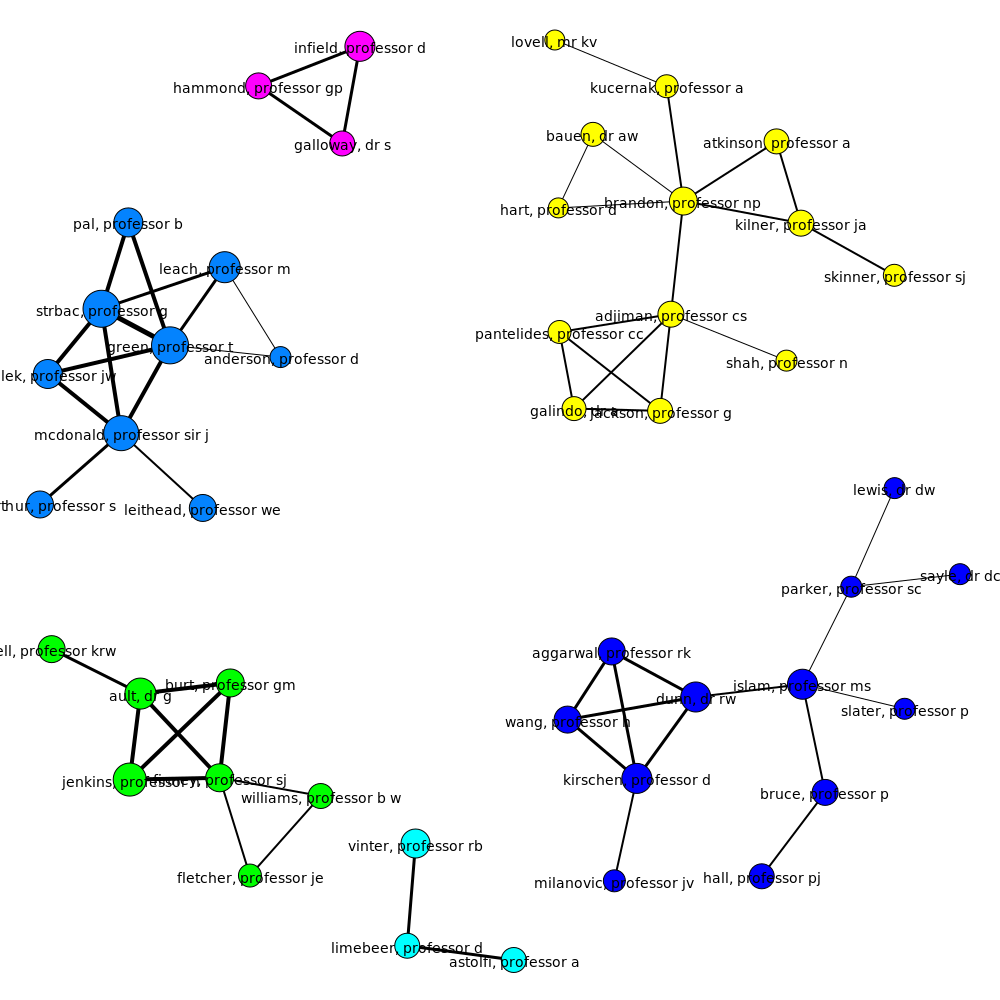 infield, professor d
hammond, professor gp
galloway, dr s
lovell, mr kv
kucernak, professor a
bauen, dr aw
atkinson, professor a
hart, professor d
brandon, professor np
kilner, professor ja
skinner, professor sj
adjiman, professor cs
pantelides, professor cc
shah, professor n
galindo, dr a
jackson, professor g
pal, professor b
leach, professor m
strbac, professor g
green, professor t
anderson, professor d
lek, professor jw
mcdonald, professor sir j
thur, professor s
leithead, professor we
lewis, dr dw
sayle, dr dc
parker, professor sc
aggarwal, professor rk
islam, professor ms
dunn, dr rw
slater, professor p
wang, professor h
kirschen, professor d
bruce, professor p
milanovic, professor jv
hall, professor pj
ell, professor krw
burt, professor gm
ault, dr g
jenkins, professor n
professor sj
williams, professor b w
fletcher, professor je
vinter, professor rb
limebeer, professor d
astolfi, professor a